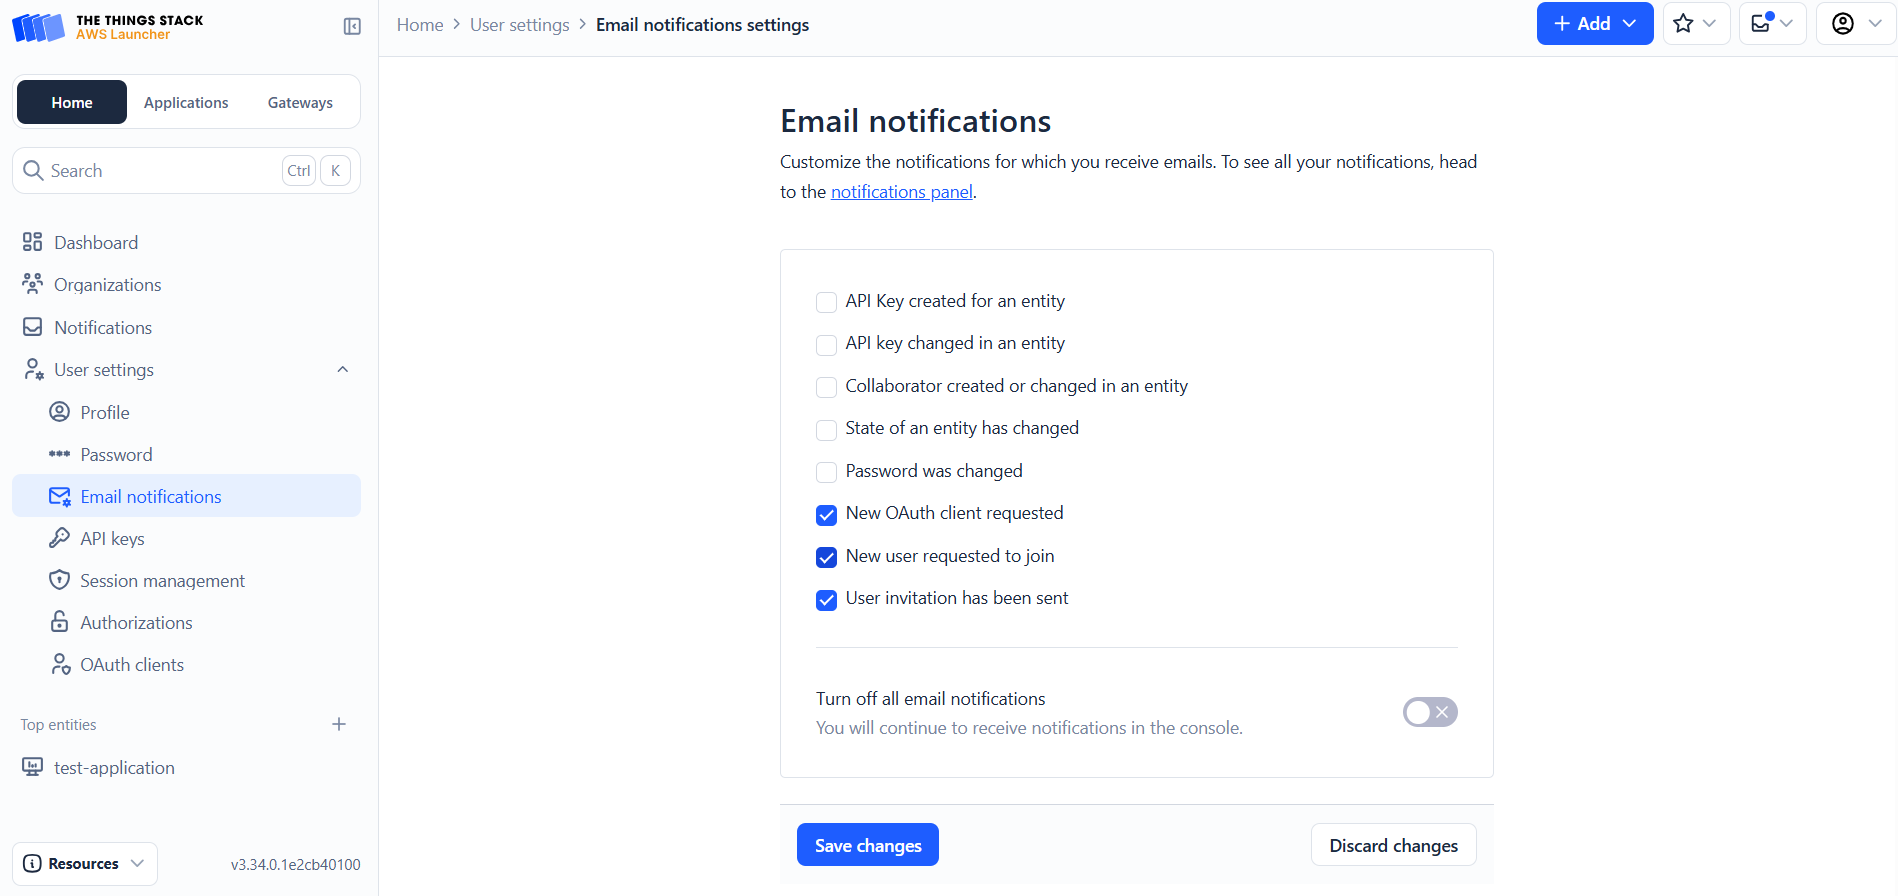 THE THINGS STACK
AWS Launcher
Home
Applications
Gateways
Search
Ctrl
K
Dashboard
Organizations
Notifications
User settings
Profile
Password
Email notifications
API keys
Session management
Authorizations
OAuth clients
Top entities
test-application
Resources
v3.34.0.1e2cb40100
Home
User settings
Email notifications settings
Add
Email notifications
Customize the notifications for which you receive emails. To see all your notifications, head
to the notifications panel.
API Key created for an entity
API key changed in an entity
Collaborator created or changed in an entity
State of an entity has changed
Password was changed
New OAuth client requested
New user requested to join
User invitation has been sent
Turn off all email notifications
You will continue to receive notifications in the console.
Save changes
Discard changes